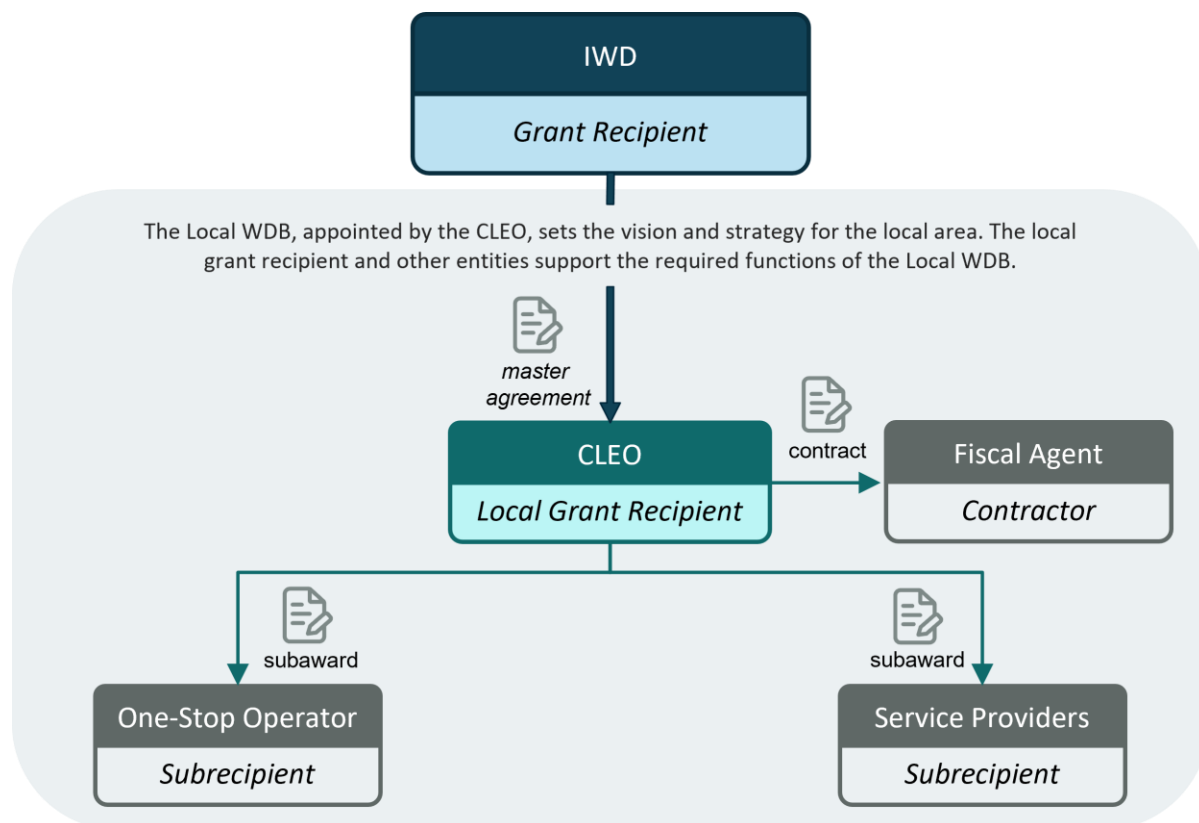 IWD
Grant Recipient
The Local WDB, appointed by the CLEO, sets the vision and strategy for the local area. The local
grant recipient and other entities support the required functions of the Local WDB.
master
agreement
contract
CLEO
Local Grant Recipient
Fiscal Agent
Contractor
subaward
subaward
One-Stop Operator
Subrecipient
Service Providers
Subrecipient